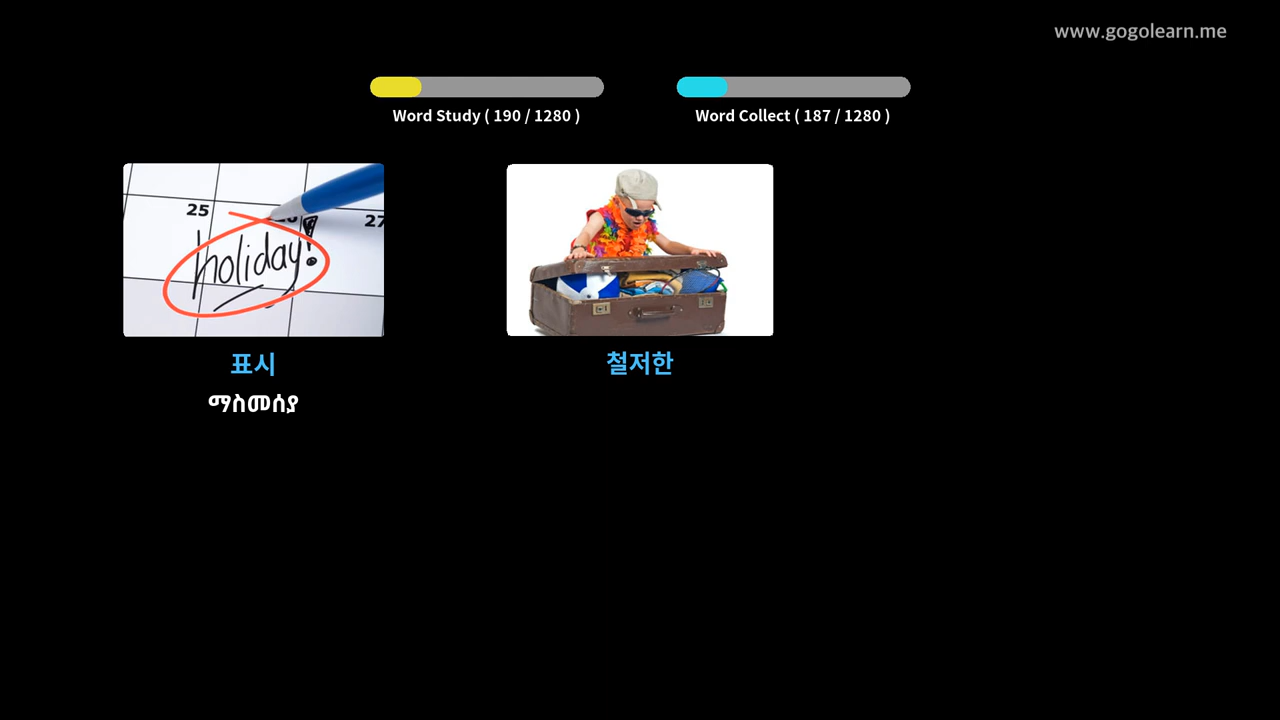 www.gogolearn.me
Word Study ( 190 / 1280 )
Word Collect ( 187 / 1280 )
25
27
holiday!
표시
철저한
ማስመሰያ